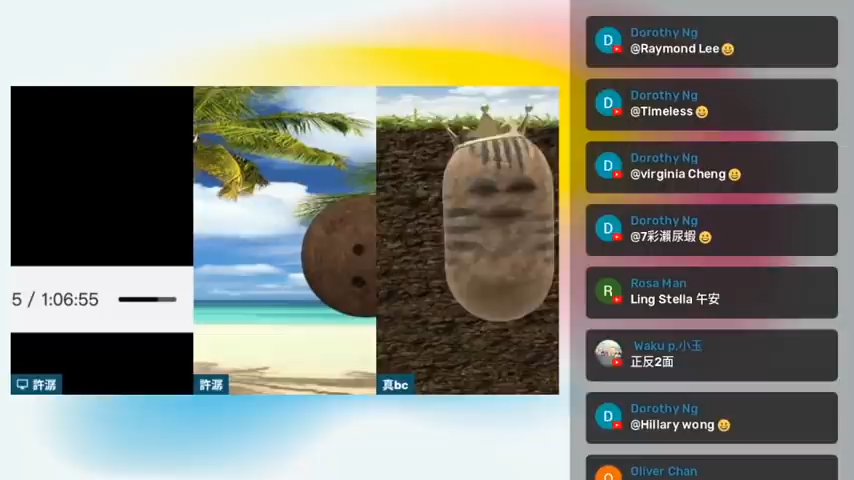 5 / 1:06:55
許潺
許潺
真bc
D
Dorothy Ng
@Raymond Lee😀
D
Dorothy Ng
@TImeless😀
D
Dorothy Ng
@virginia Cheng😀
D
Dorothy Ng
@7彩瀨尿蝦😀
R
Rosa Man
Ling Stella 午安
Waku p.小玉
正反2面
D
Dorothy Ng
@Hillary wong😀
Oliver Chan